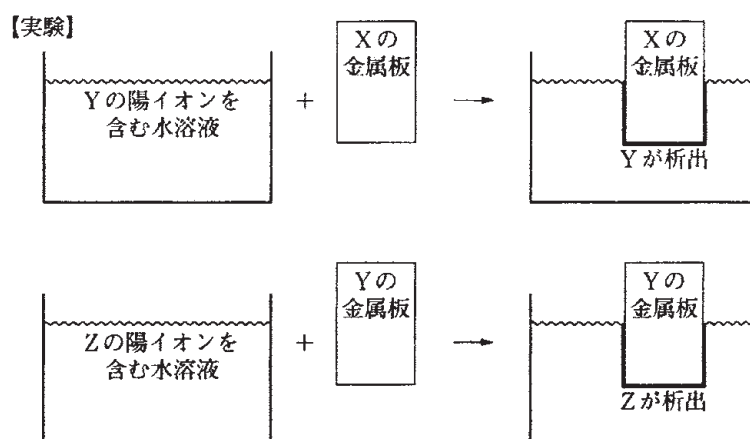 【実験】
Yの陽イオンを
含む水溶液
+
Xの
金属板
Xの
金属板
Yが析出
Zの陽イオンを
含む水溶液
+
Yの
金属板
Yの
金属板
Zが析出